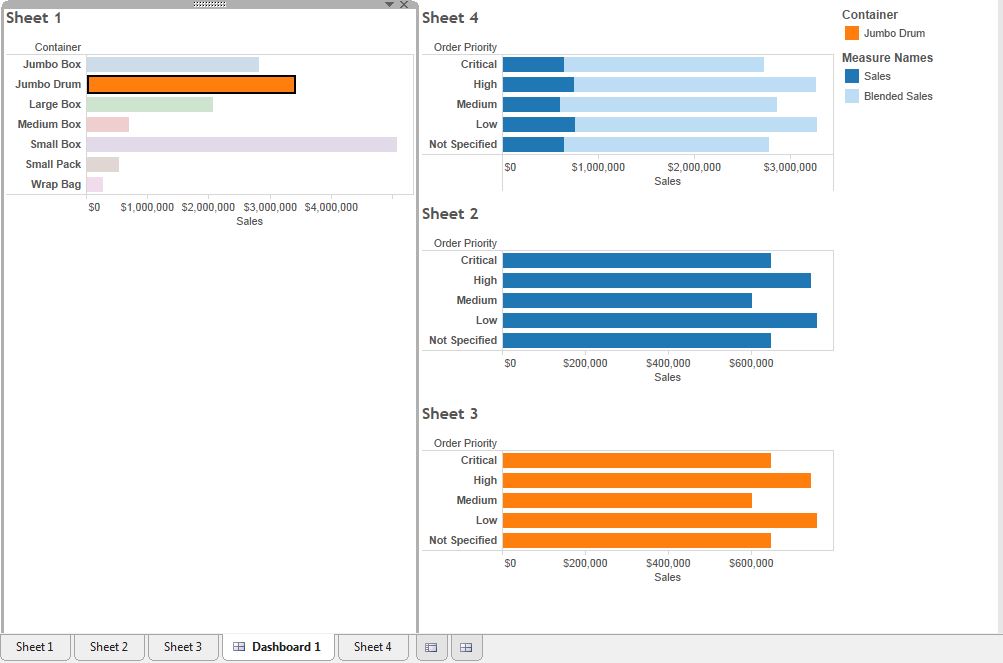 Sheet 1
Container
Jumbo Box
Jumbo Drum
Large Box
Medium Box
Small Box
Small Pack
Wrap Bag
$0 $1,000,000 $2,000,000 $3,000,000 $4,000,000
Sales
Sheet 4
Order Priority
Critical
High
Medium
Low
Not Specified
$0 $1,000,000 $2,000,000 $3,000,000
Sales
Sheet 2
Order Priority
Critical
High
Medium
Low
Not Specified
$0 $200,000 $400,000 $600,000
Sales
Sheet 3
Order Priority
Critical
High
Medium
Low
Not Specified
$0 $200,000 $400,000 $600,000
Sales
Container
Jumbo Drum
Measure Names
Sales
Blended Sales
Sheet 1 Sheet 2 Sheet 3 Dashboard 1 Sheet 4